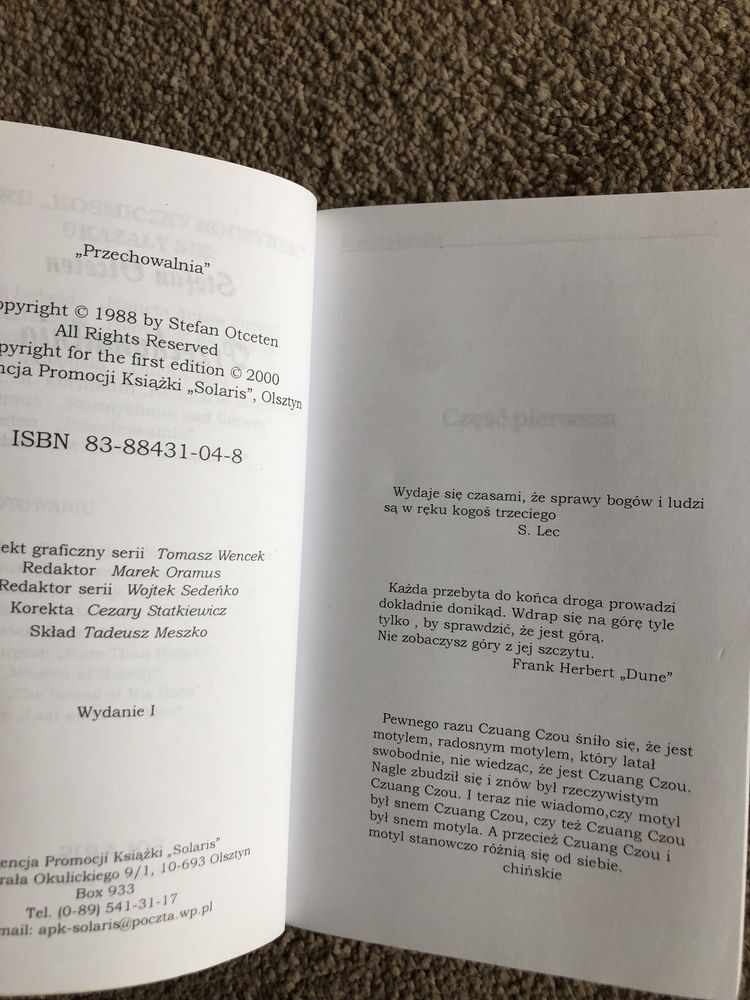 „Przechowalnia”
opyright © 1988 by Stefan Otceten
All Rights Reserved
pyright for the first edition © 2000
ncja Promocji Książki „Solaris”, Olsztyn
ISBN 83-88431-04-8
ekt graficzny serii Tomasz Wencek
Redaktor Marek Oramus
Redaktor serii Wojtek Sedeńko
Korekta Cezary Statkiewicz
Skład Tadeusz Meszko
Wydanie I
encja Promocji Książki „Solaris”
rała Okulickiego 9/1, 10-693 Olsztyn
Box 933
Tel. (0-89) 541-31-17
mail: apk-solaris@poczta.wp.pl
Część pierwsza
Wydaje się czasami, że sprawy bogów i ludzi
są w ręku kogoś trzeciego
S. Lec
Każda przebyta do końca droga prowadzi
dokładnie donikąd. Wdrap się na górę tyle
tylko , by sprawdzić, że jest górą.
Nie zobaczysz góry z jej szczytu.
Frank Herbert „Dune”
Pewnego razu Czuang Czou śniło się, że jest
motylem, radosnym motylem, który latał
swobodnie, nie wiedząc, że jest Czuang Czou.
Nagle zbudził się i znów był rzeczywistym
Czuang Czou. I teraz nie wiadomo,czy motyl
był snem Czuang Czou, czy też Czuang Czou
był snem motyla. A przecież Czuang Czou i
motyl stanowczo różnią się od siebie.
chińskie